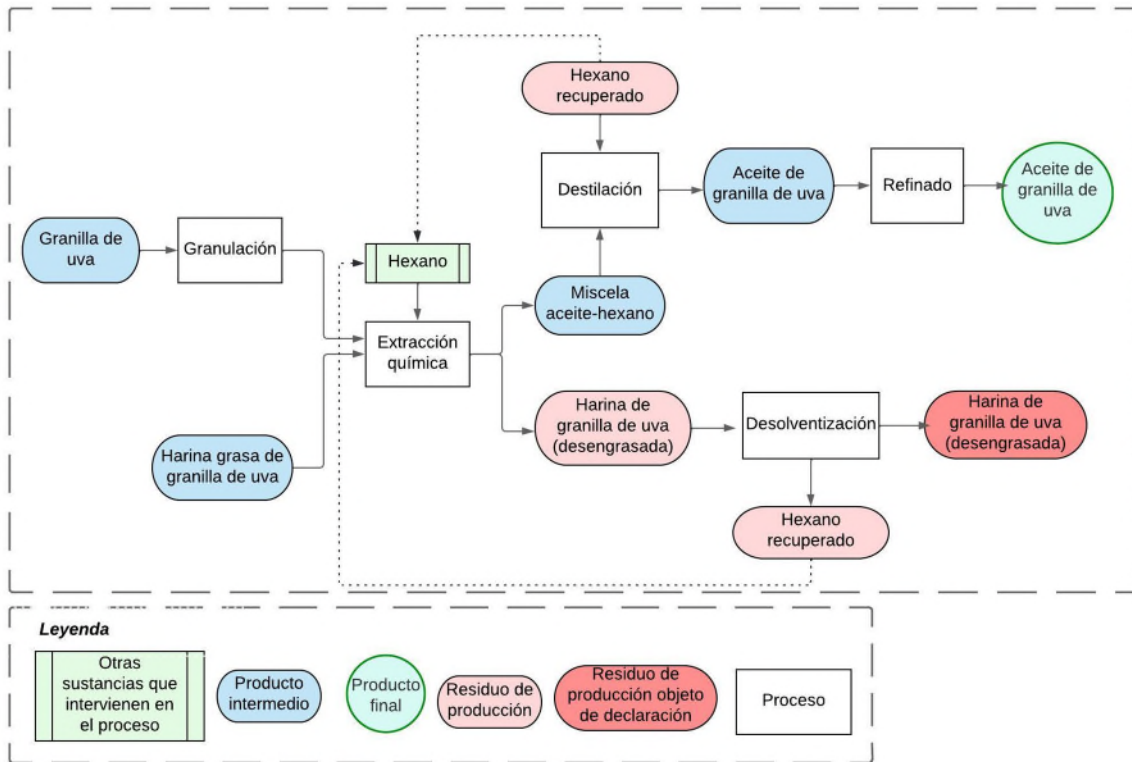 Hexano
recuperado
Destilación
Aceite de
granilla de uva
Refinado
Aceite de
granilla de
uva
Granilla de
uva
Granulación
Hexano
Miscela
aceite-hexano
Extracción
química
Harina grasa de
granilla de uva
Harina de
granilla de uva
(desengrasada)
Desolventización
Harina de
granilla de uva
(desengrasada)
Hexano
recuperado
Leyenda
Otras
sustancias que
intervienen en
el proceso
Producto
intermedio
Producto
final
Residuo de
producción
Residuo de
producción objeto
de declaración
Proceso